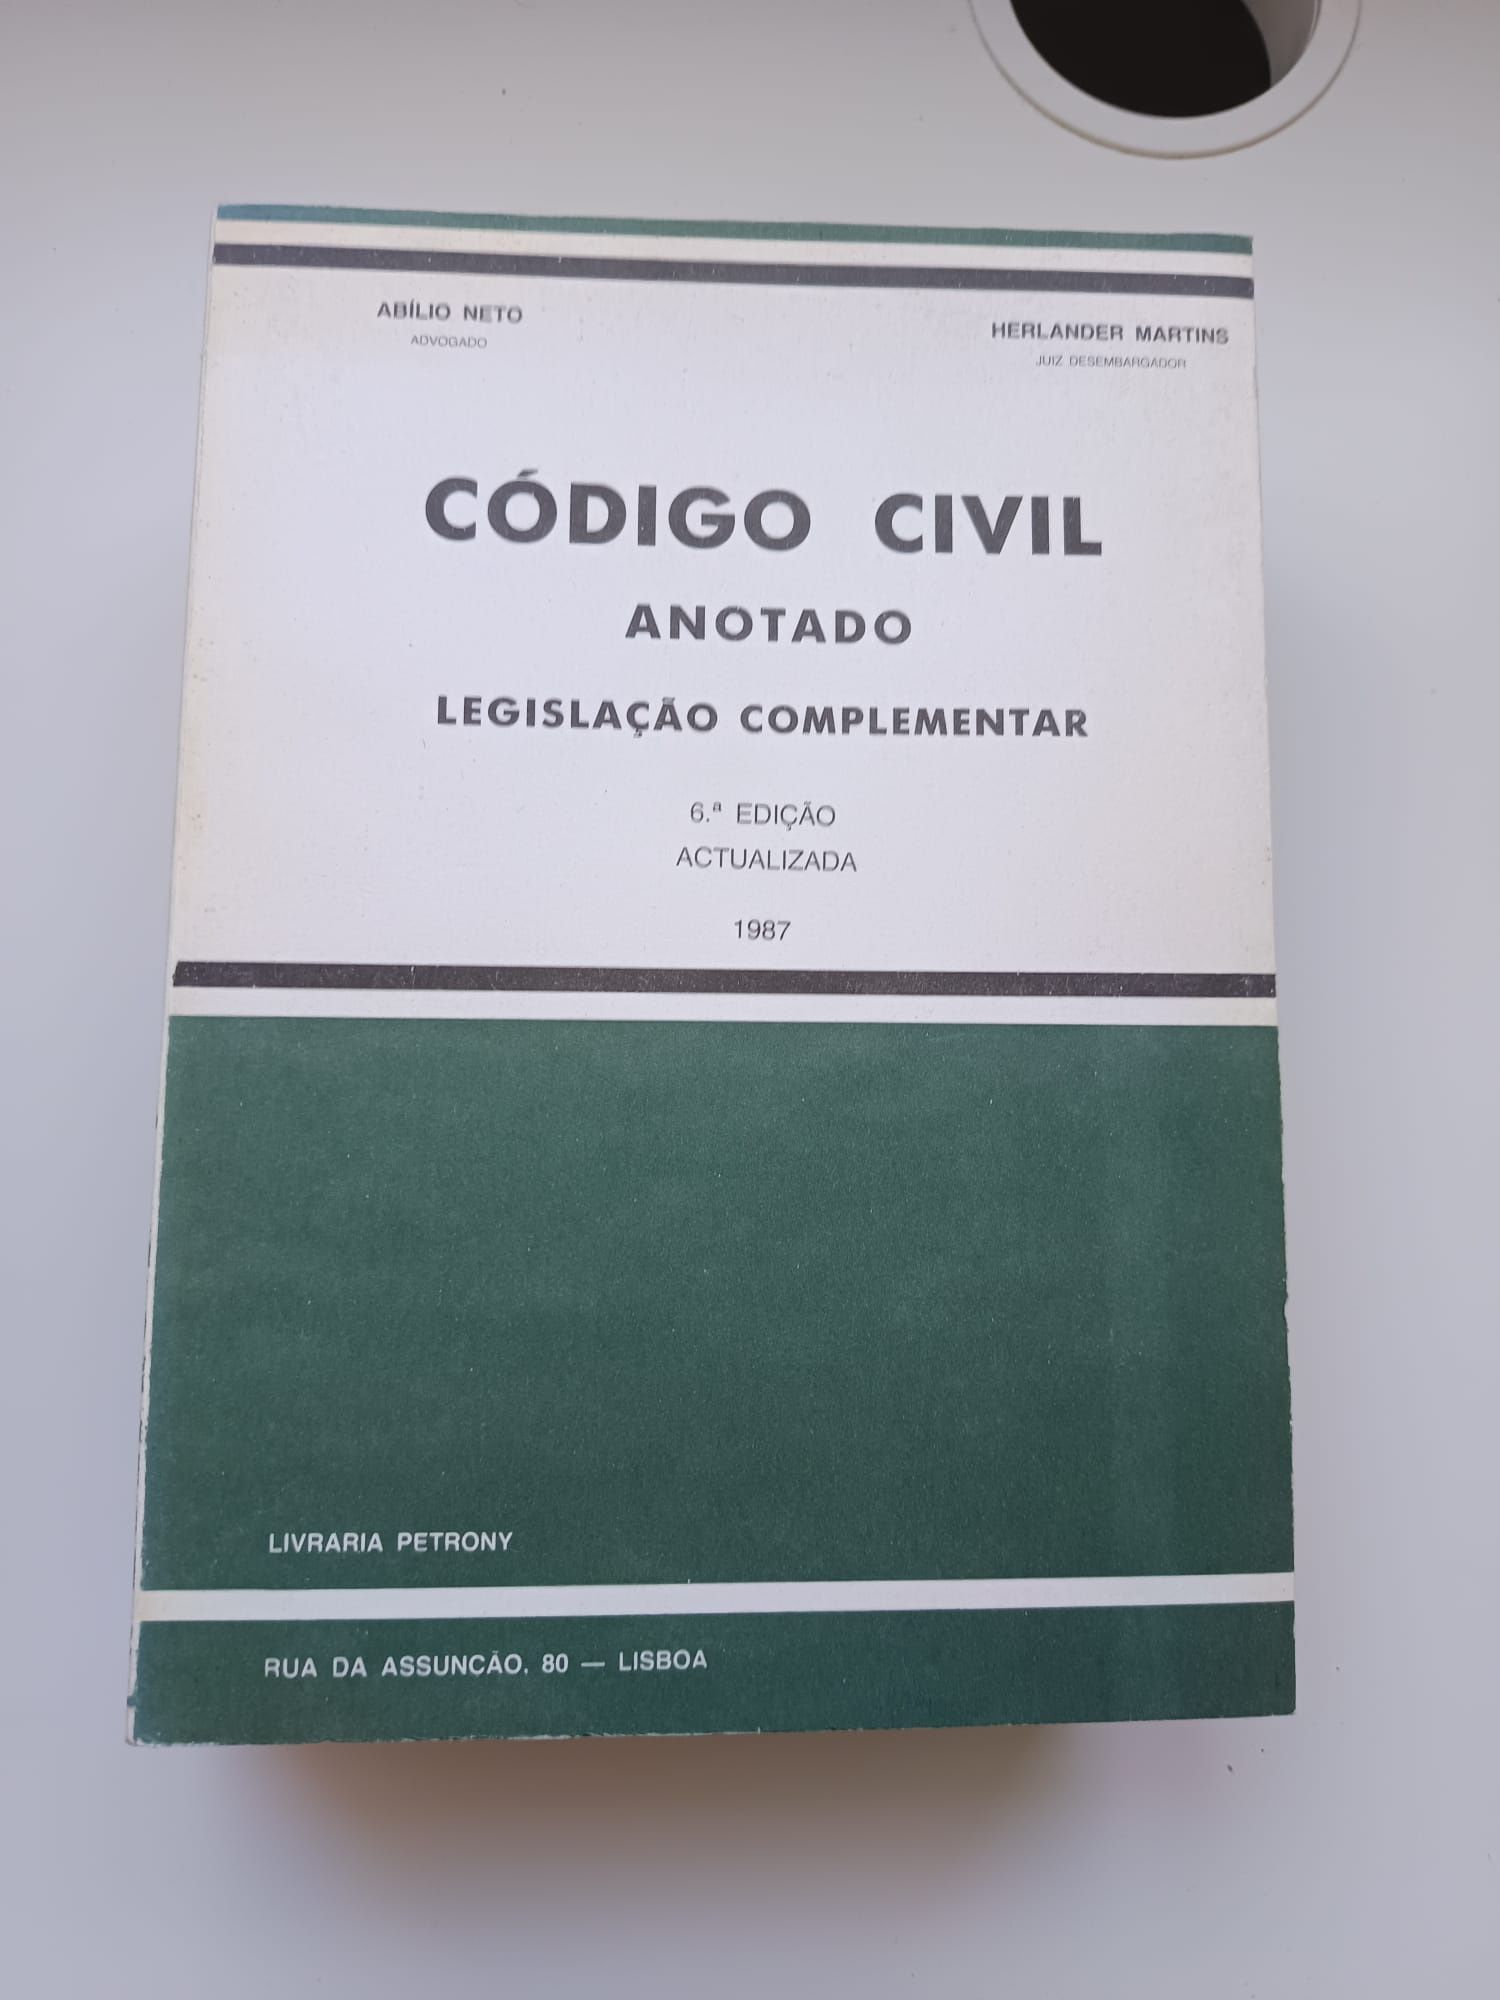 ABÍLIO NETO
ADVOGADO
HERLANDER MARTINS
JUIZ DESEMBARGADOR
CÓDIGO CIVIL
ANOTADO
LEGISLAÇÃO COMPLEMENTAR
6.ª EDIÇÃO
ACTUALIZADA
1987
LIVRARIA PETRONY
RUA DA ASSUNÇÃO, 80 — LISBOA